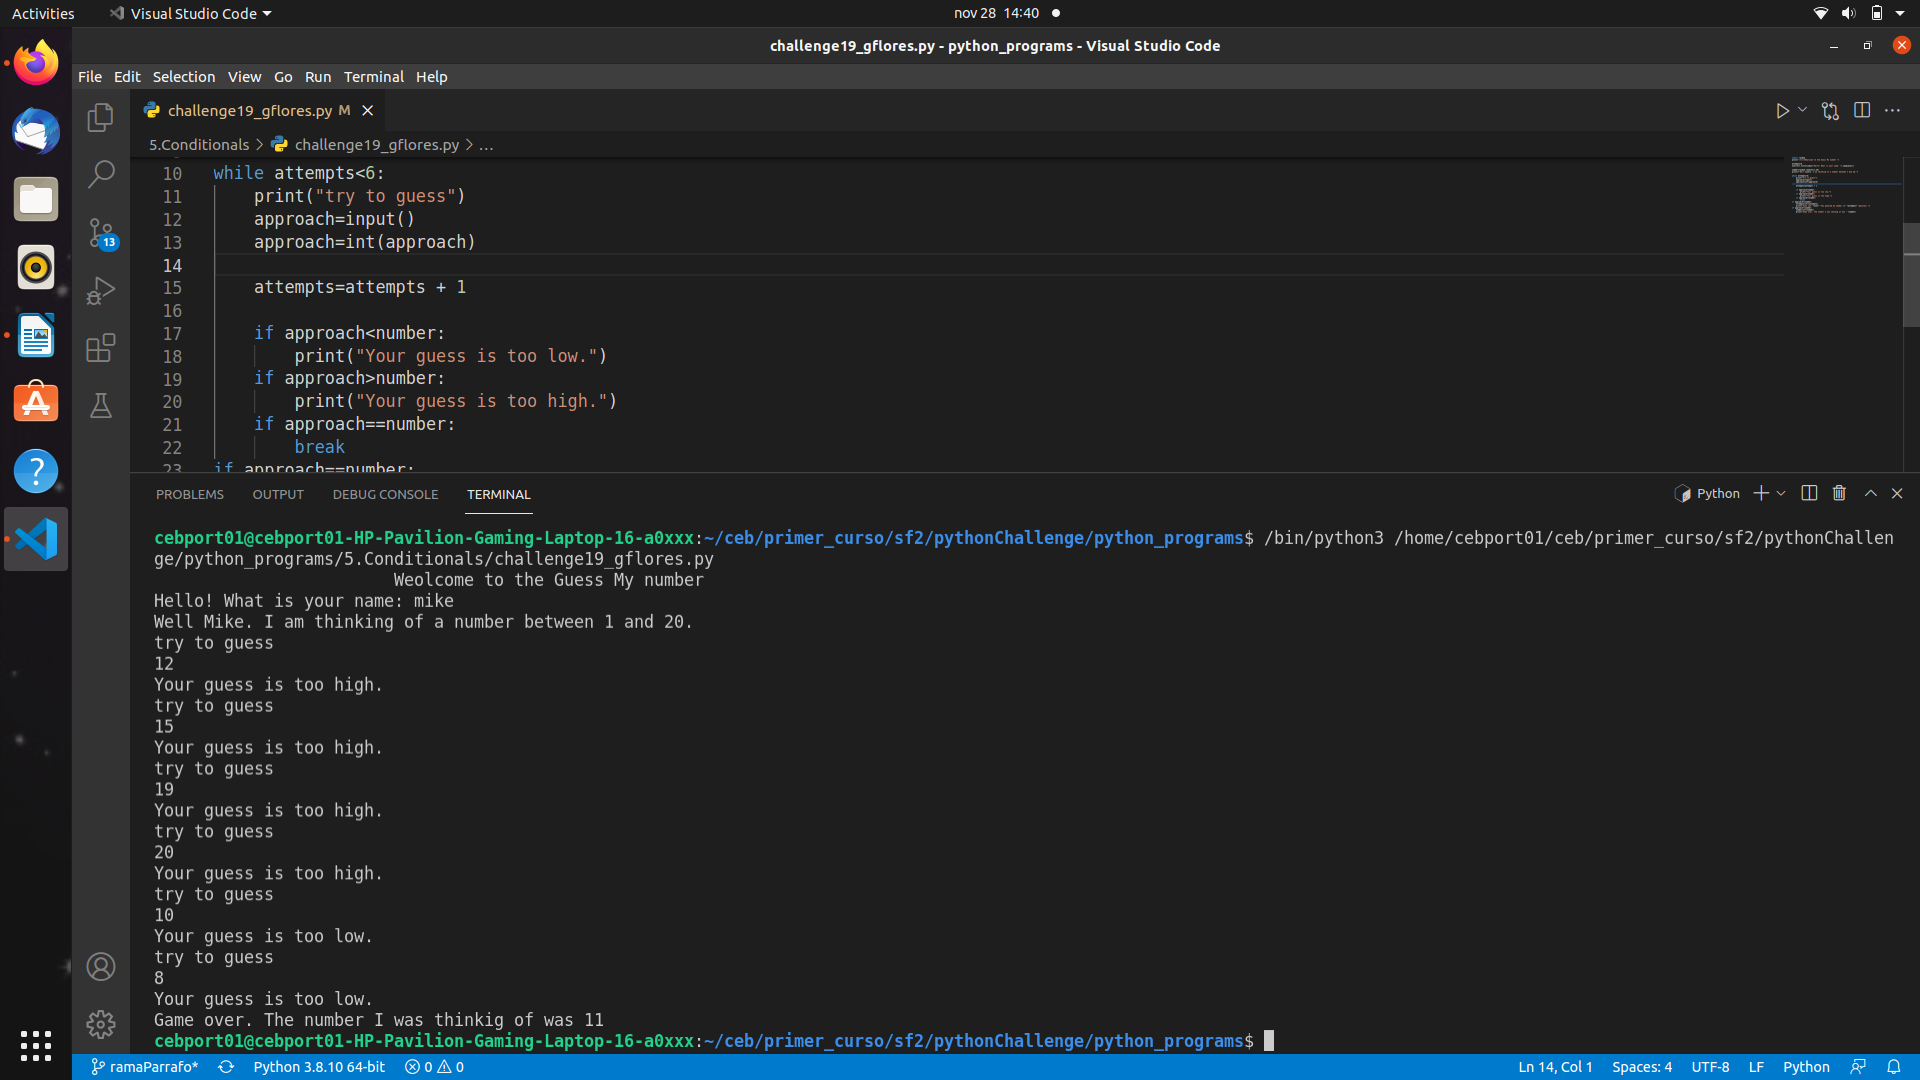 Activities
Visual Studio Code
nov 28 14:40
challenge19_gflores.py - python_programs - Visual Studio Code
File Edit Selection View Go Run Terminal Help
challenge19_gflores.py M
5.Conditionals > challenge19_gflores.py > ...
10 while attempts<6:
11 print("try to guess")
12 approach=input()
13 approach=int(approach)
14
15 attempts=attempts + 1
16
17 if approach<number:
18 print("Your guess is too low.")
19 if approach>number:
20 print("Your guess is too high.")
21 if approach==number:
22 break
23 if approach==number:
13
PROBLEMS OUTPUT DEBUG CONSOLE TERMINAL
Python
cebport01@cebport01-HP-Pavilion-Gaming-Laptop-16-a0xxx:~/ceb/primer_curso/sf2/pythonChallenge/python_programs$ /bin/python3 /home/cebport01/ceb/primer_curso/sf2/pythonChallen
ge/python_programs/5.Conditionals/challenge19_gflores.py
Weolcome to the Guess My number
Hello! What is your name: mike
Well Mike. I am thinking of a number between 1 and 20.
try to guess
12
Your guess is too high.
try to guess
15
Your guess is too high.
try to guess
19
Your guess is too high.
try to guess
20
Your guess is too high.
try to guess
10
Your guess is too low.
try to guess
8
Your guess is too low.
Game over. The number I was thinkig of was 11
cebport01@cebport01-HP-Pavilion-Gaming-Laptop-16-a0xxx:~/ceb/primer_curso/sf2/pythonChallenge/python_programs$
ramaParrafo* Python 3.8.10 64-bit 0 0 Ln 14, Col 1 Spaces: 4 UTF-8 LF Python